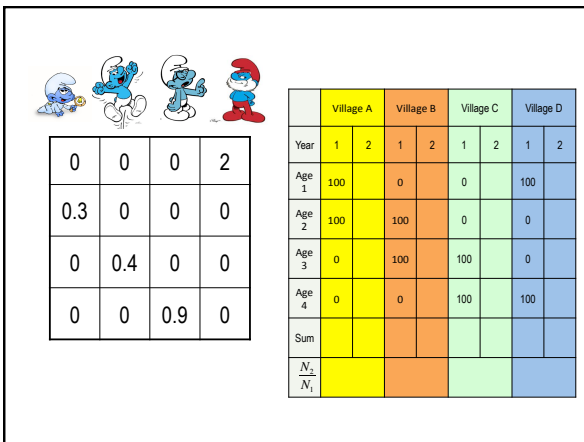 0 0 0 2
0.3 0 0 0
0 0.4 0 0
0 0 0.9 0
Village A Village B Village C Village D
Year 1 2 1 2 1 2 1 2
Age 1 100 0 0 100
Age 2 100 100 0 0
Age 3 0 100 100 0
Age 4 0 0 100 100
Sum
N₂
N₁